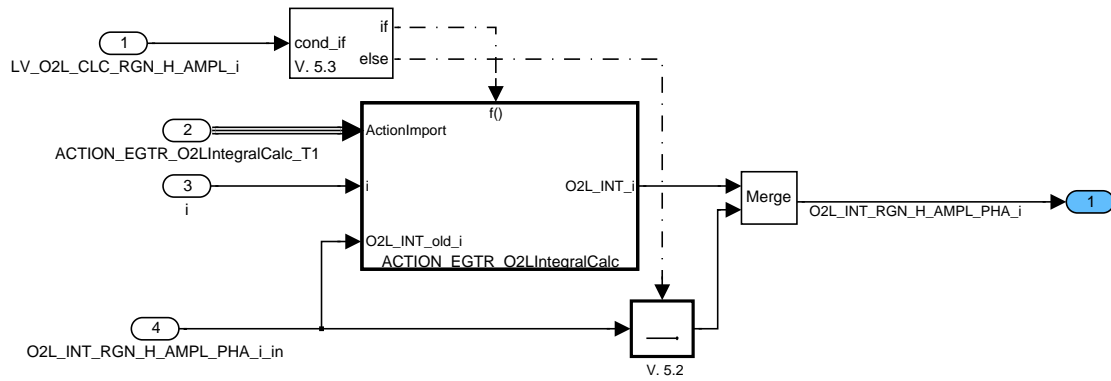 if
1
cond_if
else
LV_O2L_CLC_RGN_H_AMPL_i
V. 5.3
f()
2
ActionImport
ACTION_EGTR_O2LIntegralCalc_T1
3
i
O2L_INT_i
Merge
1
i
O2L_INT_RGN_H_AMPL_PHA_i
O2L_INT_old_i
ACTION_EGTR_O2LIntegralCalc
4
O2L_INT_RGN_H_AMPL_PHA_i_in
V. 5.2